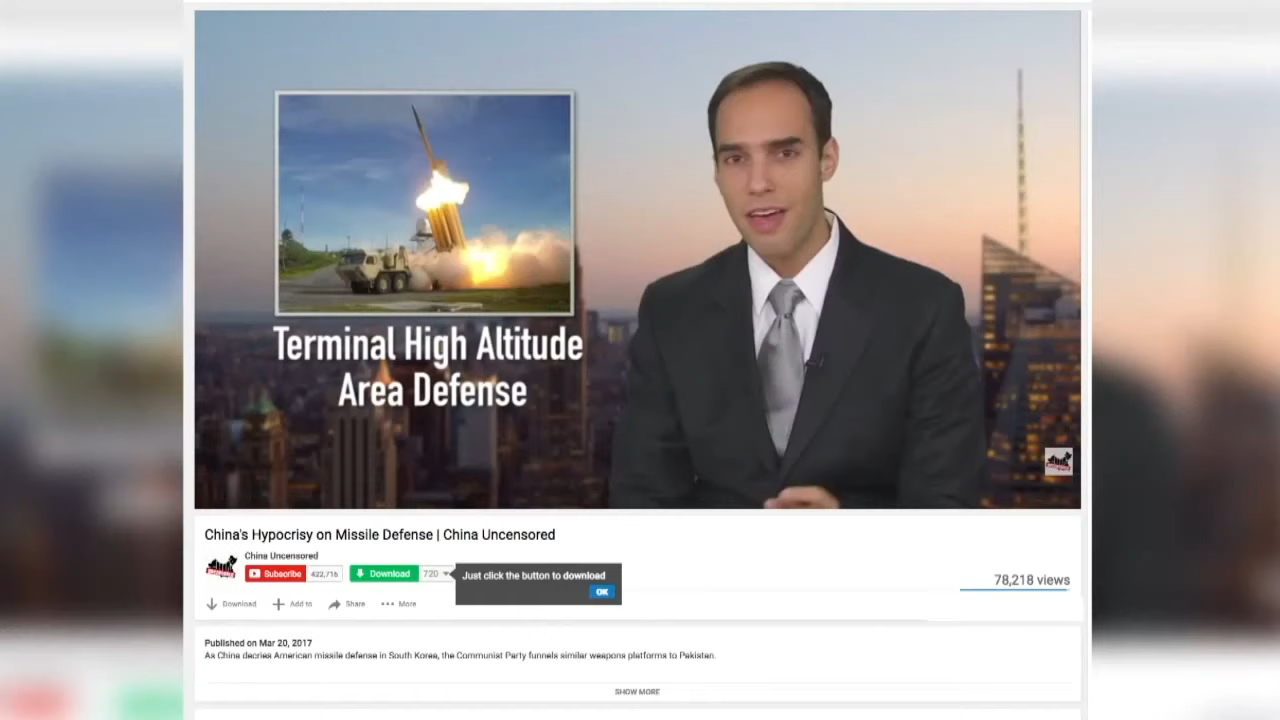 Terminal High Altitude
Area Defense
China's Hypocrisy on Missile Defense | China Uncensored
China Uncensored
Subscribe 422,716 Download 720 Just click the button to download
OK
78,218 views
Download Add to Share More
Published on Mar 20, 2017
As China decries American missile defense in South Korea, the Communist Party funnels similar weapons platforms to Pakistan.
SHOW MORE